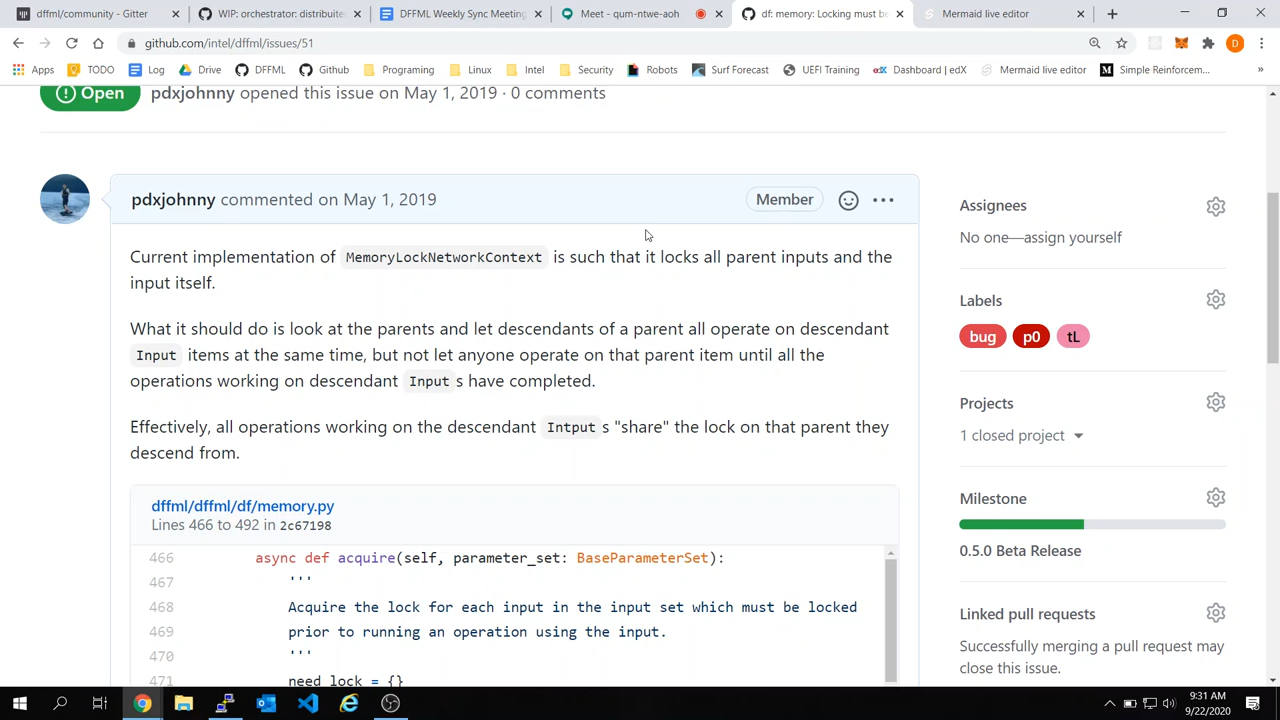 dffml/community - Gitter
WIP: orchestrator: distribute
DFFML Weekly Sync Meeting
Meet - qum-ntwe-aoh
df: memory: Locking must be
Mermaid live editor
github.com/intel/dffml/issues/51
D
Apps
TODO
Log
Drive
DFFML
Github
Programing
Linux
Intel
Security
Robots
Surf Forecast
UEFI Training
edX
Dashboard | edX
Mermaid live editor
M
Simple Reinforcem...
»
Open
pdxjohnny opened this issue on May 1, 2019 · 0 comments
pdxjohnny commented on May 1, 2019
Member
Current implementation of MemoryLockNetworkContext is such that it locks all parent inputs and the
input itself.
What it should do is look at the parents and let descendants of a parent all operate on descendant
Input items at the same time, but not let anyone operate on that parent item until all the
operations working on descendant Input s have completed.
Effectively, all operations working on the descendant Intput s "share" the lock on that parent they
descend from.
dffml/dffml/df/memory.py
Lines 466 to 492 in 2c67198
466 async def acquire(self, parameter_set: BaseParameterSet):
467 '''
468 Acquire the lock for each input in the input set which must be locked
469 prior to running an operation using the input.
470 '''
471 need_lock = {}
Assignees
No one—assign yourself
Labels
bug
p0
tL
Projects
1 closed project
Milestone
0.5.0 Beta Release
Linked pull requests
Successfully merging a pull request may
close this issue.
9:31 AM
9/22/2020